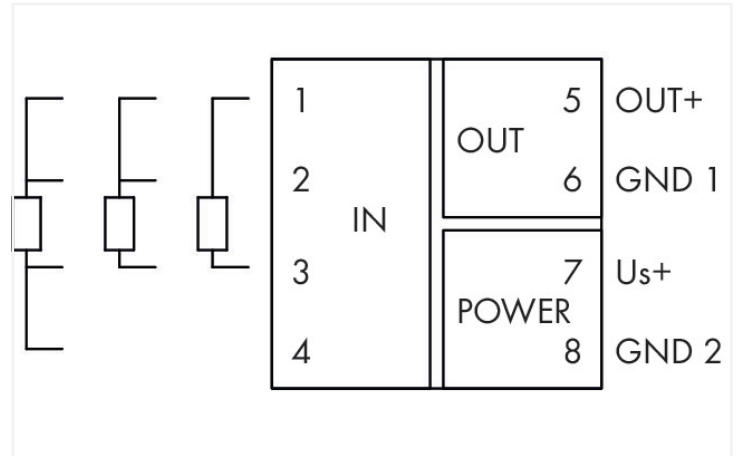 1 5 OUT+
OUT
2 6 GND 1
IN
3 7 Us+
POWER
4 8 GND 2